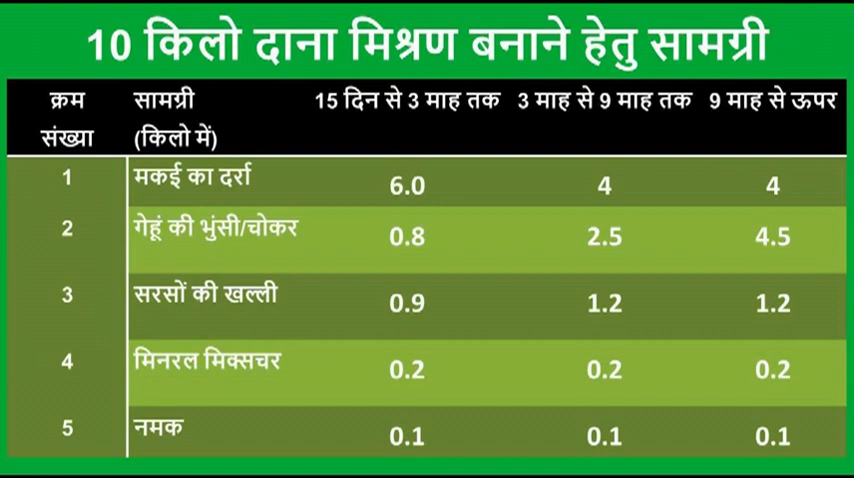 10 किलो दाना मिश्रण बनाने हेतु सामग्री
क्रम संख्या सामग्री (किलो में) 15 दिन से 3 माह तक 3 माह से 9 माह तक 9 माह से ऊपर
1 मकई का दर्रा 6.0 4 4
2 गेहूं की भुंसी/चोकर 0.8 2.5 4.5
3 सरसों की खल्ली 0.9 1.2 1.2
4 मिनरल मिक्सचर 0.2 0.2 0.2
5 नमक 0.1 0.1 0.1